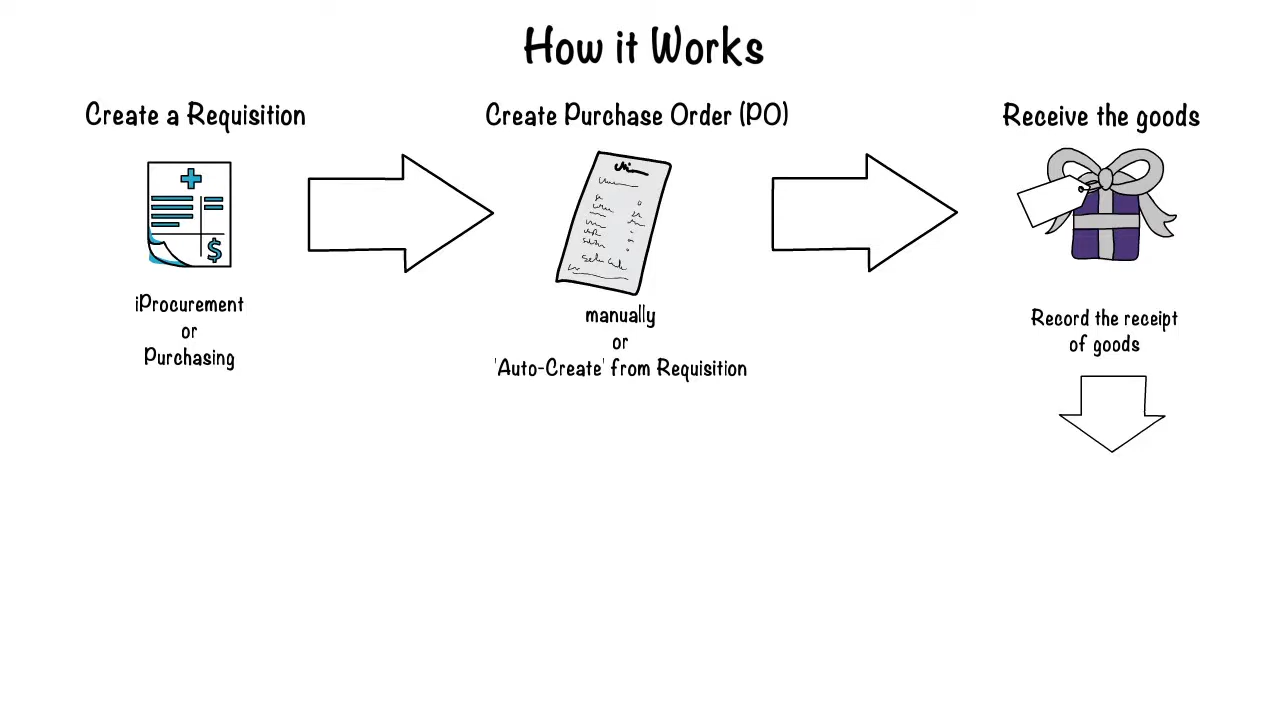 How it Works
Create a Requisition
iProcurement
or
Purchasing
Create Purchase Order (PO)
manually
or
'Auto-Create' from Requisition
Receive the goods
Record the receipt
of goods
$